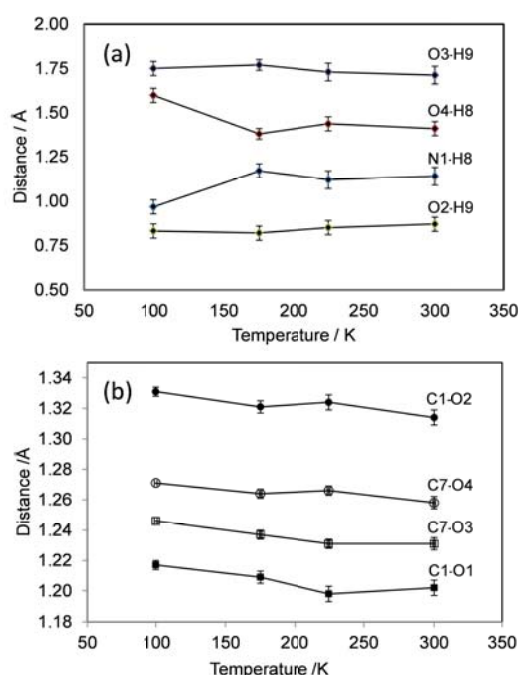 2.00
(a)
O3-H9
1.75
O4-H8
1.50
Distance / Å
1.25
N1-H8
1.00
O2-H9
0.75
0.50
50 100 150 200 250 300 350
Temperature / K
1.34
(b)
C1-O2
1.32
1.30
1.28
Distance /Å
C7-O4
1.26
C7-O3
1.24
1.22
C1-O1
1.20
1.18
50 100 150 200 250 300 350
Temperature /K